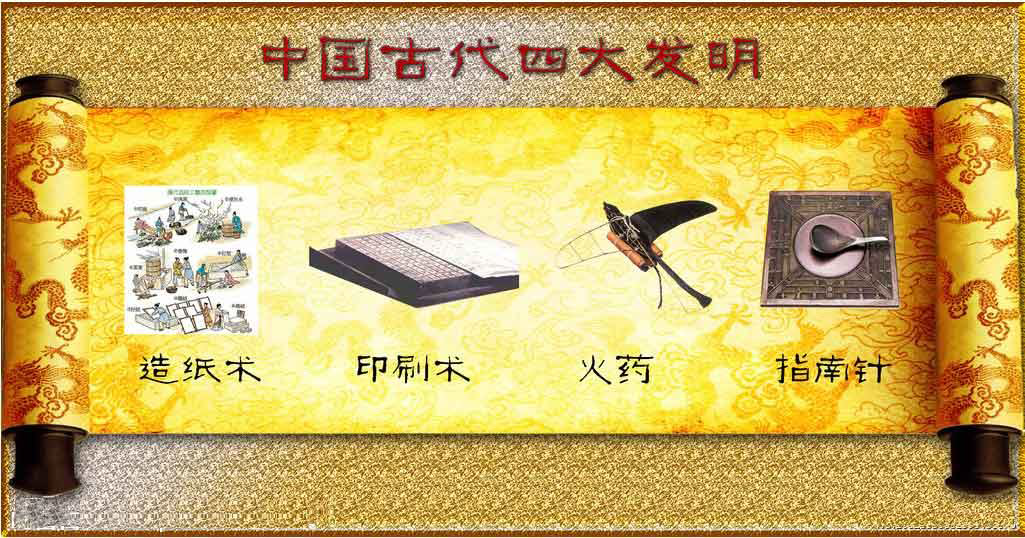 中国古代四大发明
造纸术
印刷术
火药
指南针